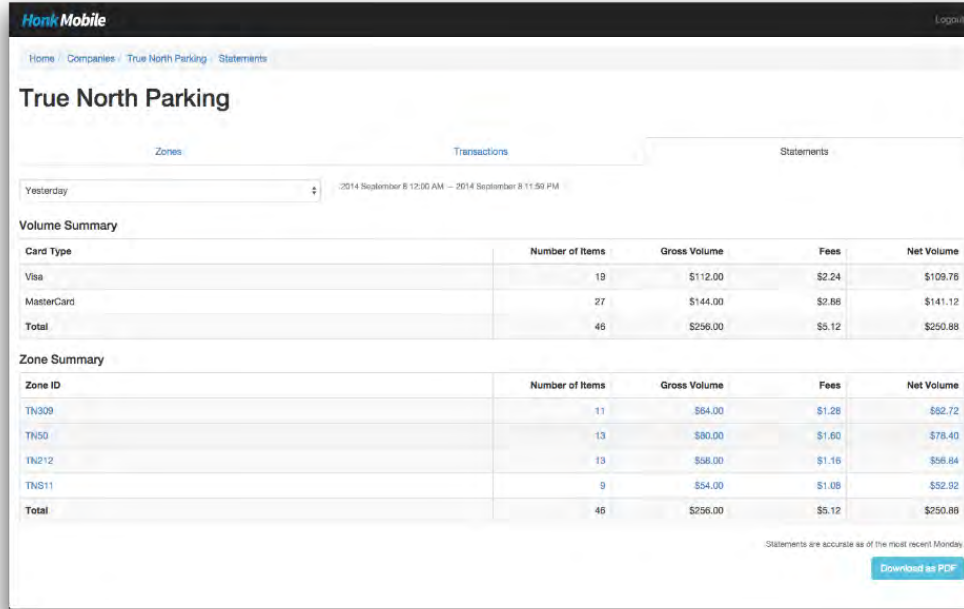 Honk Mobile Logout
Home / Companies / True North Parking / Statements
True North Parking
Zones Transactions Statements
Yesterday 2014 September 8 12:00 AM — 2014 September 8 11:59 PM
Volume Summary
Card Type Number of Items Gross Volume Fees Net Volume
Visa 19 $112.00 $2.24 $109.76
MasterCard 27 $144.00 $2.88 $141.12
Total 46 $256.00 $5.12 $250.88
Zone Summary
Zone ID Number of Items Gross Volume Fees Net Volume
TN309 11 $64.00 $1.28 $62.72
TN50 13 $80.00 $1.60 $78.40
TN212 13 $58.00 $1.16 $56.84
TNS11 9 $54.00 $1.08 $52.92
Total 46 $256.00 $5.12 $250.88
Statements are accurate as of the most recent Monday.
Download as PDF